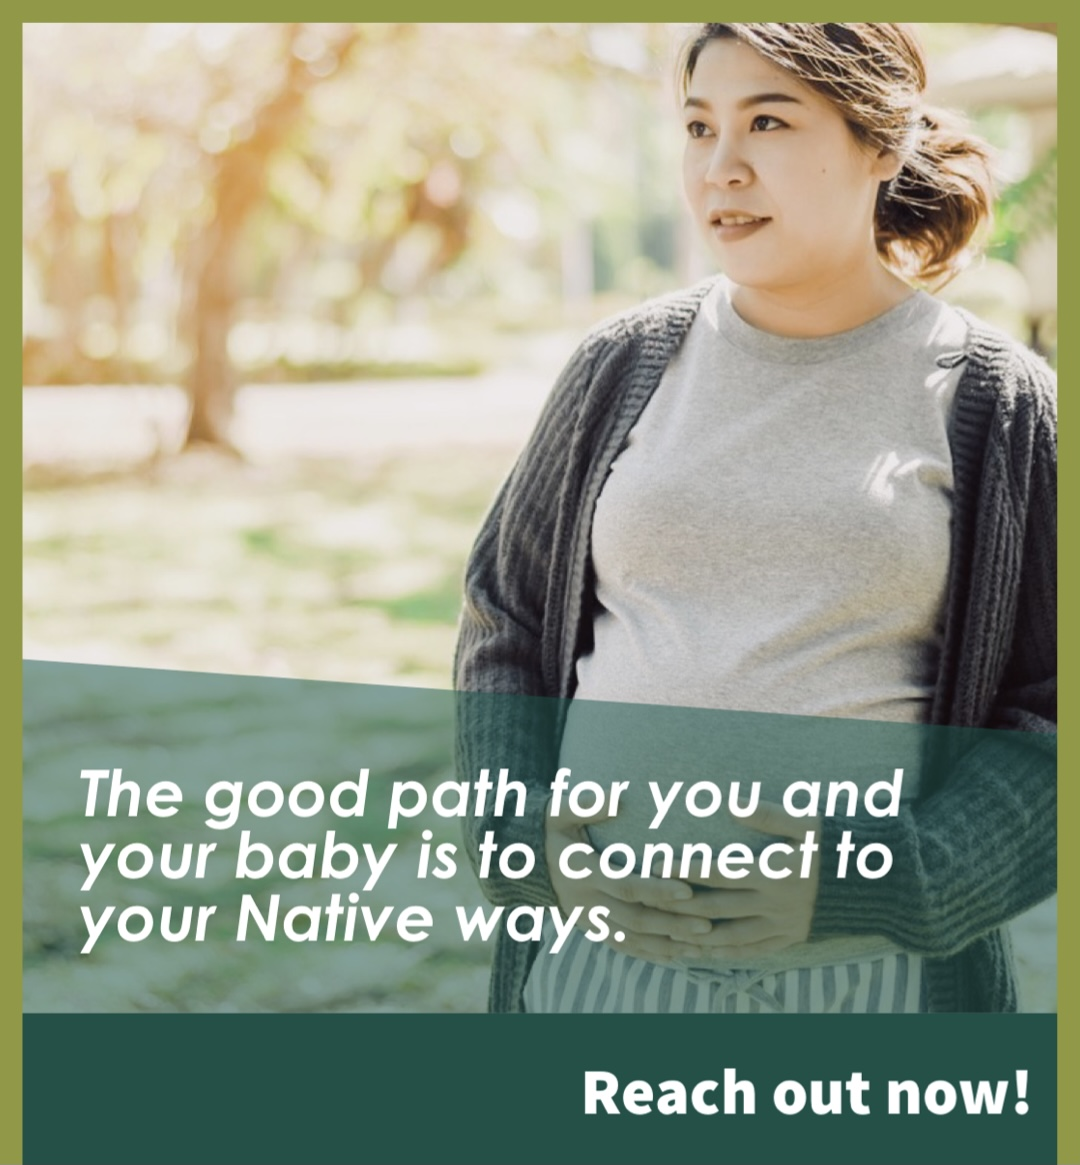 The good path for you and
your baby is to connect to
your Native ways.
Reach out now!